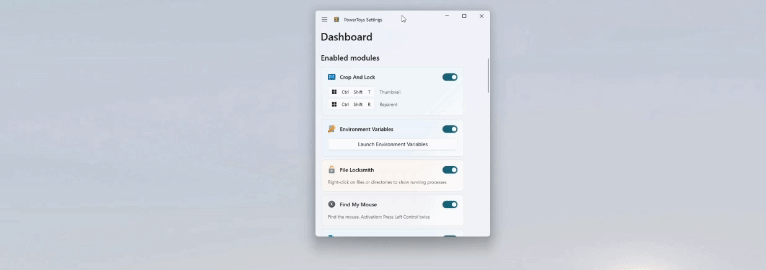 PowerToys Settings
Dashboard
Enabled modules
Crop And Lock
Ctrl Shift T Thumbnail
Ctrl Shift R Reparent
Environment Variables
Launch Environment Variables
File Locksmith
Right-click on files or directories to show running processes
Find My Mouse
Find the mouse: Activation: Press Left Control twice